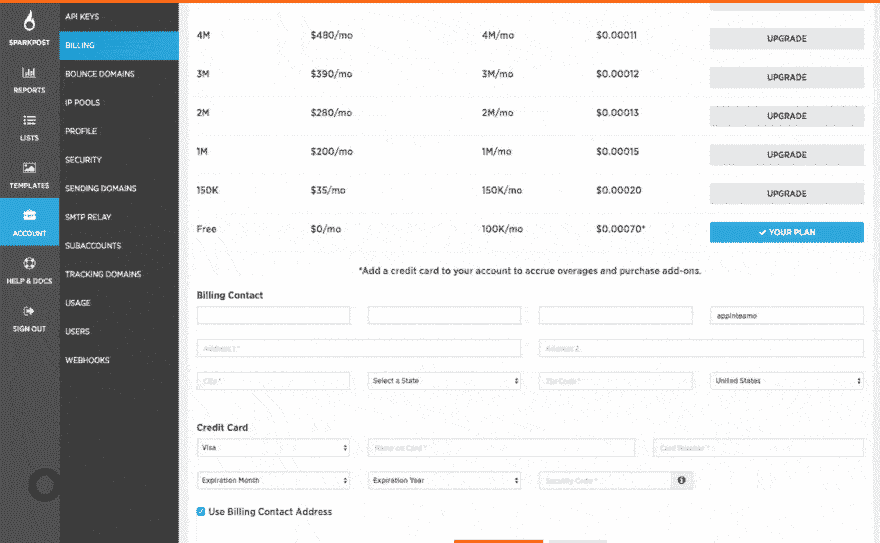 SPARKPOST
REPORTS
LISTS
TEMPLATES
ACCOUNT
HELP & DOCS
SIGN OUT
API KEYS
BILLING
BOUNCE DOMAINS
IP POOLS
PROFILE
SECURITY
SENDING DOMAINS
SMTP RELAY
SUBACCOUNTS
TRACKING DOMAINS
USAGE
USERS
WEBHOOKS
4M $480/mo 4M/mo $0.00011 UPGRADE
3M $390/mo 3M/mo $0.00012 UPGRADE
2M $280/mo 2M/mo $0.00013 UPGRADE
1M $200/mo 1M/mo $0.00015 UPGRADE
150K $35/mo 150K/mo $0.00020 UPGRADE
Free $0/mo 100K/mo $0.00070* YOUR PLAN
*Add a credit card to your account to accrue overages and purchase add-ons.
Billing Contact
appinteamo
Address 1 * Address 2
City * Select a State Zip Code * United States
Credit Card
Visa Name on Card * Card Number *
Expiration Month Expiration Year Security Code *
Use Billing Contact Address